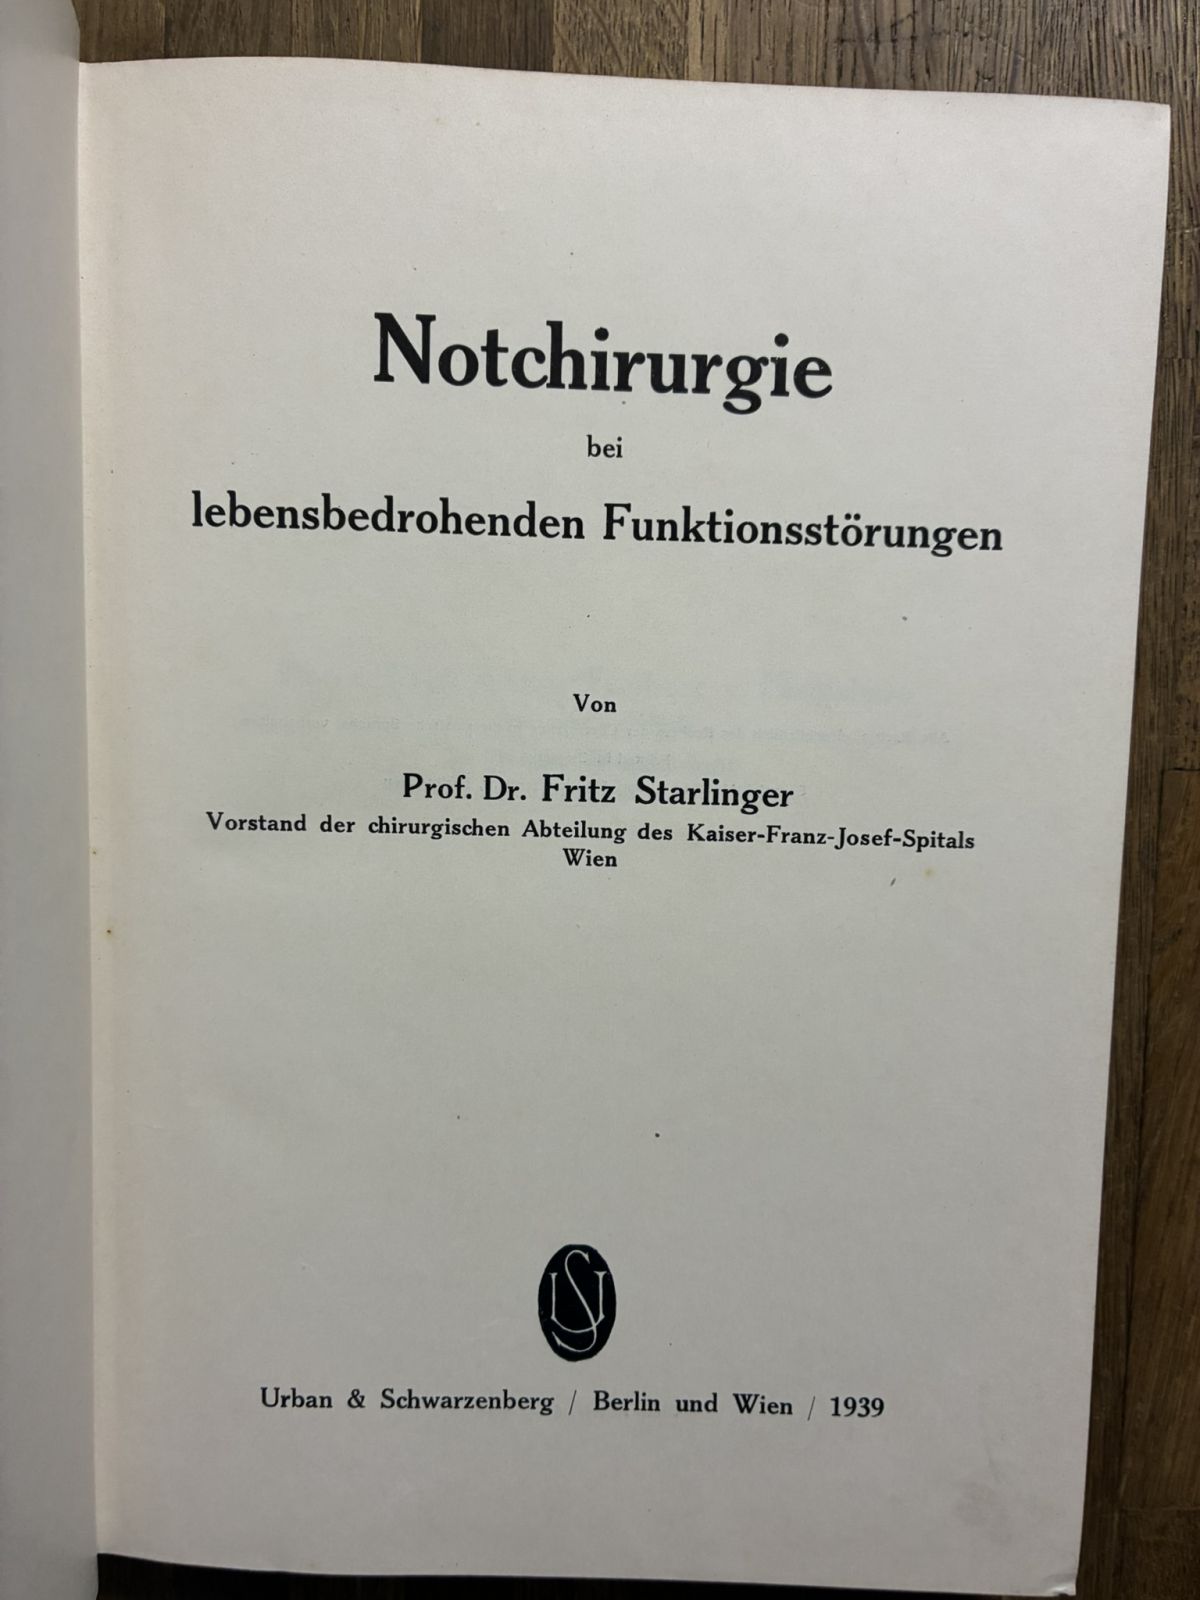 Notchirurgie
bei
lebensbedrohenden Funktionsstörungen
Von
Prof. Dr. Fritz Starlinger
Vorstand der chirurgischen Abteilung des Kaiser-Franz-Josef-Spitals
Wien
US
Urban & Schwarzenberg / Berlin und Wien / 1939